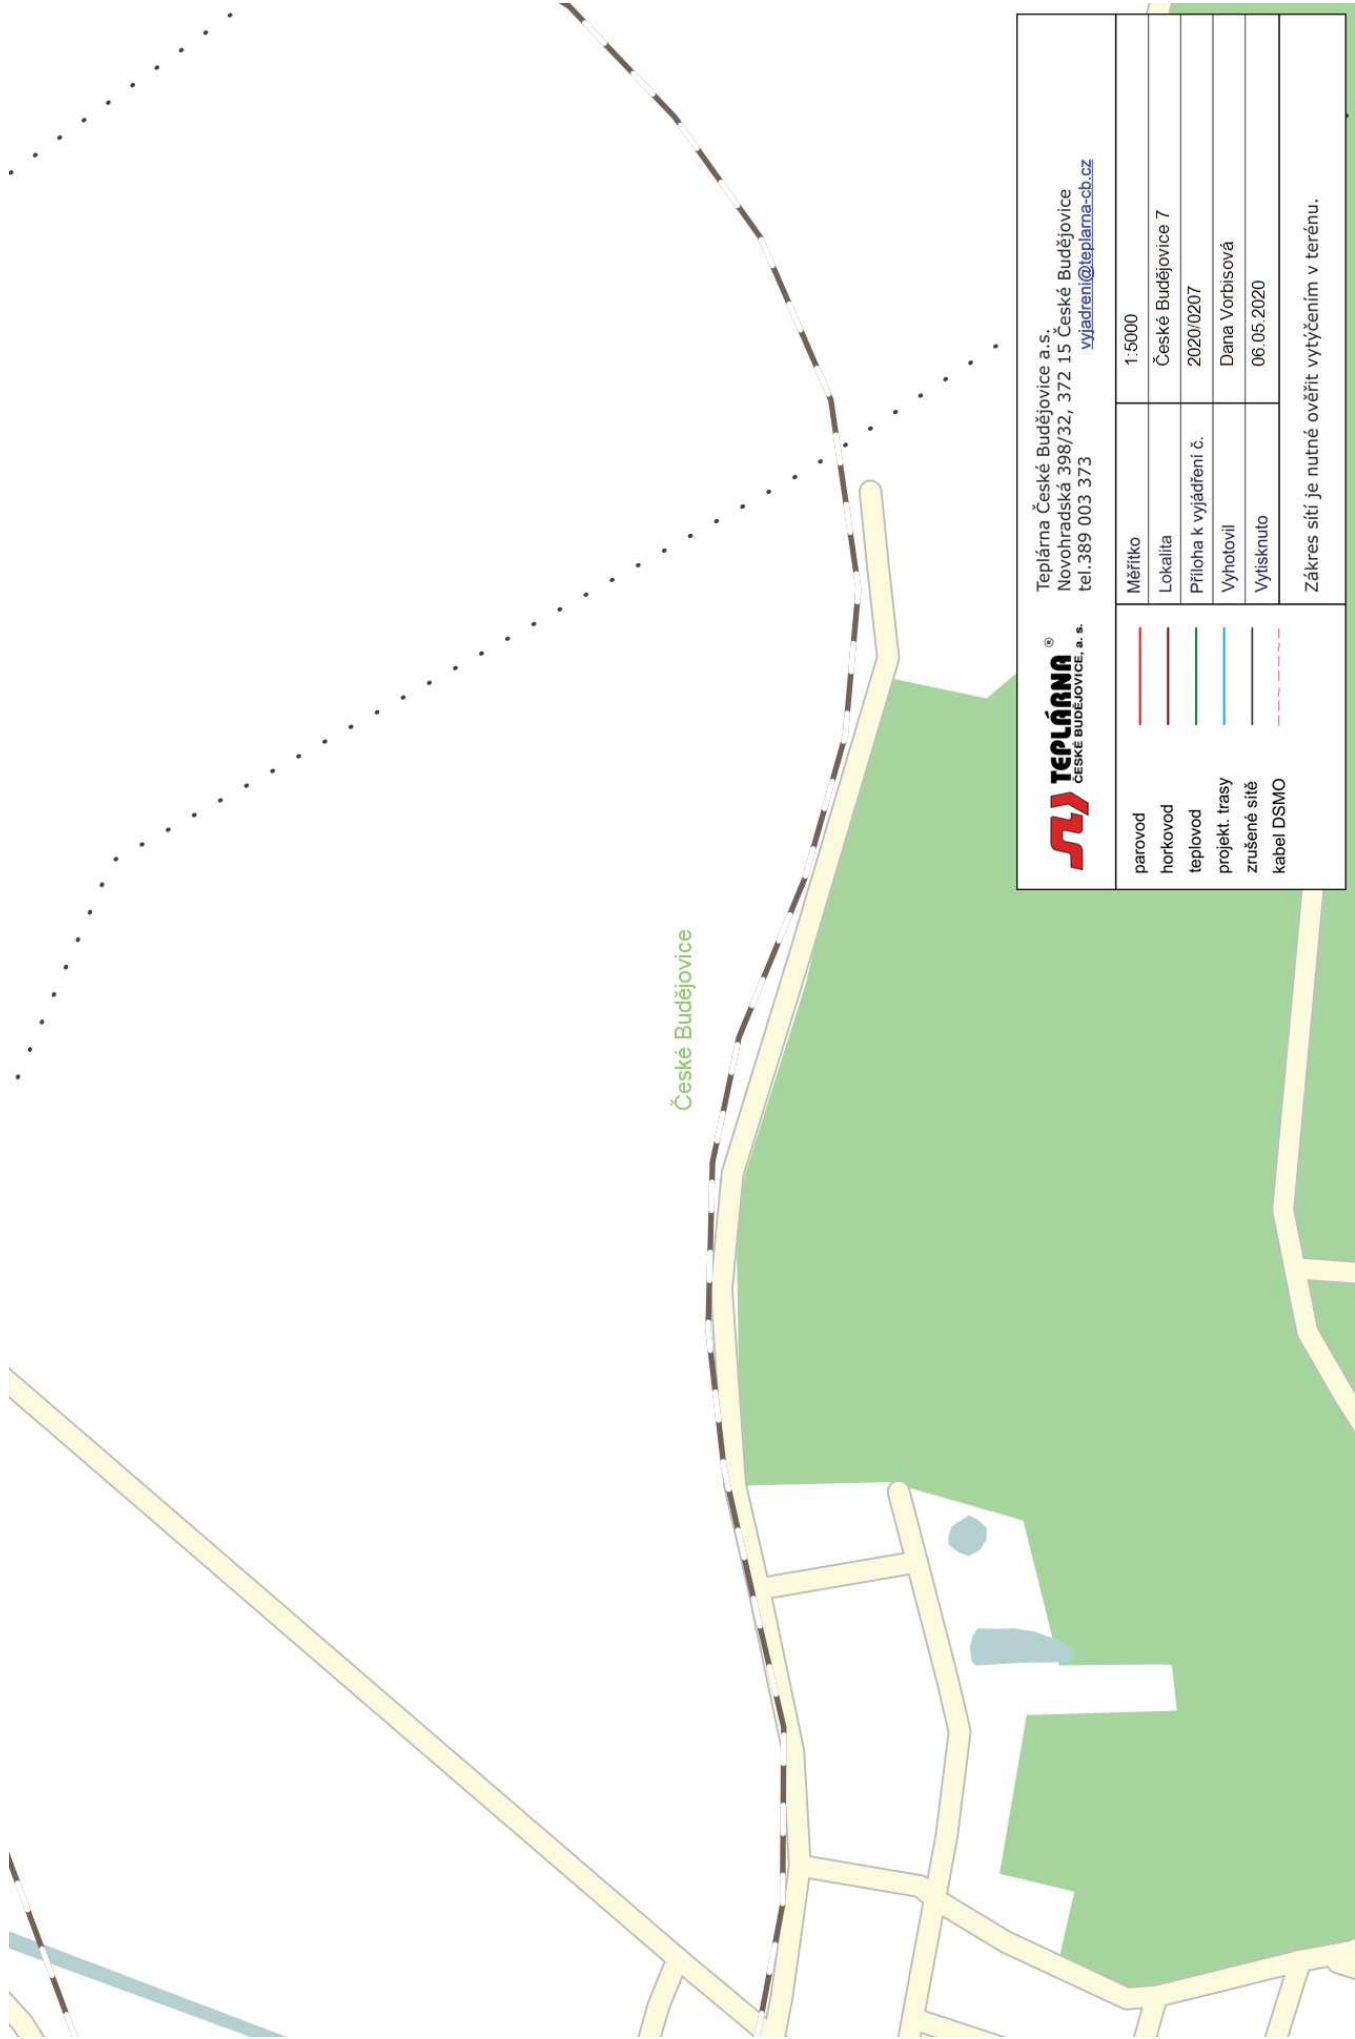 České Budějovice
TEPLÁRNA ®
ČESKÉ BUDĚJOVICE, a. s.
Teplárna České Budějovice a.s.
Novohradská 398/32, 372 15 České Budějovice
tel.389 003 373 vyjadreni@teplarna-cb.cz
parovod
horkovod
teplovod
projekt. trasy
zrušené sítě
kabel DSMO
Měřítko 1:5000
Lokalita České Budějovice 7
Příloha k vyjádření č. 2020/0207
Vyhotovil Dana Vorbisová
Vytisknuto 06.05.2020
Zákres sítí je nutné ověřit vytýčením v terénu.